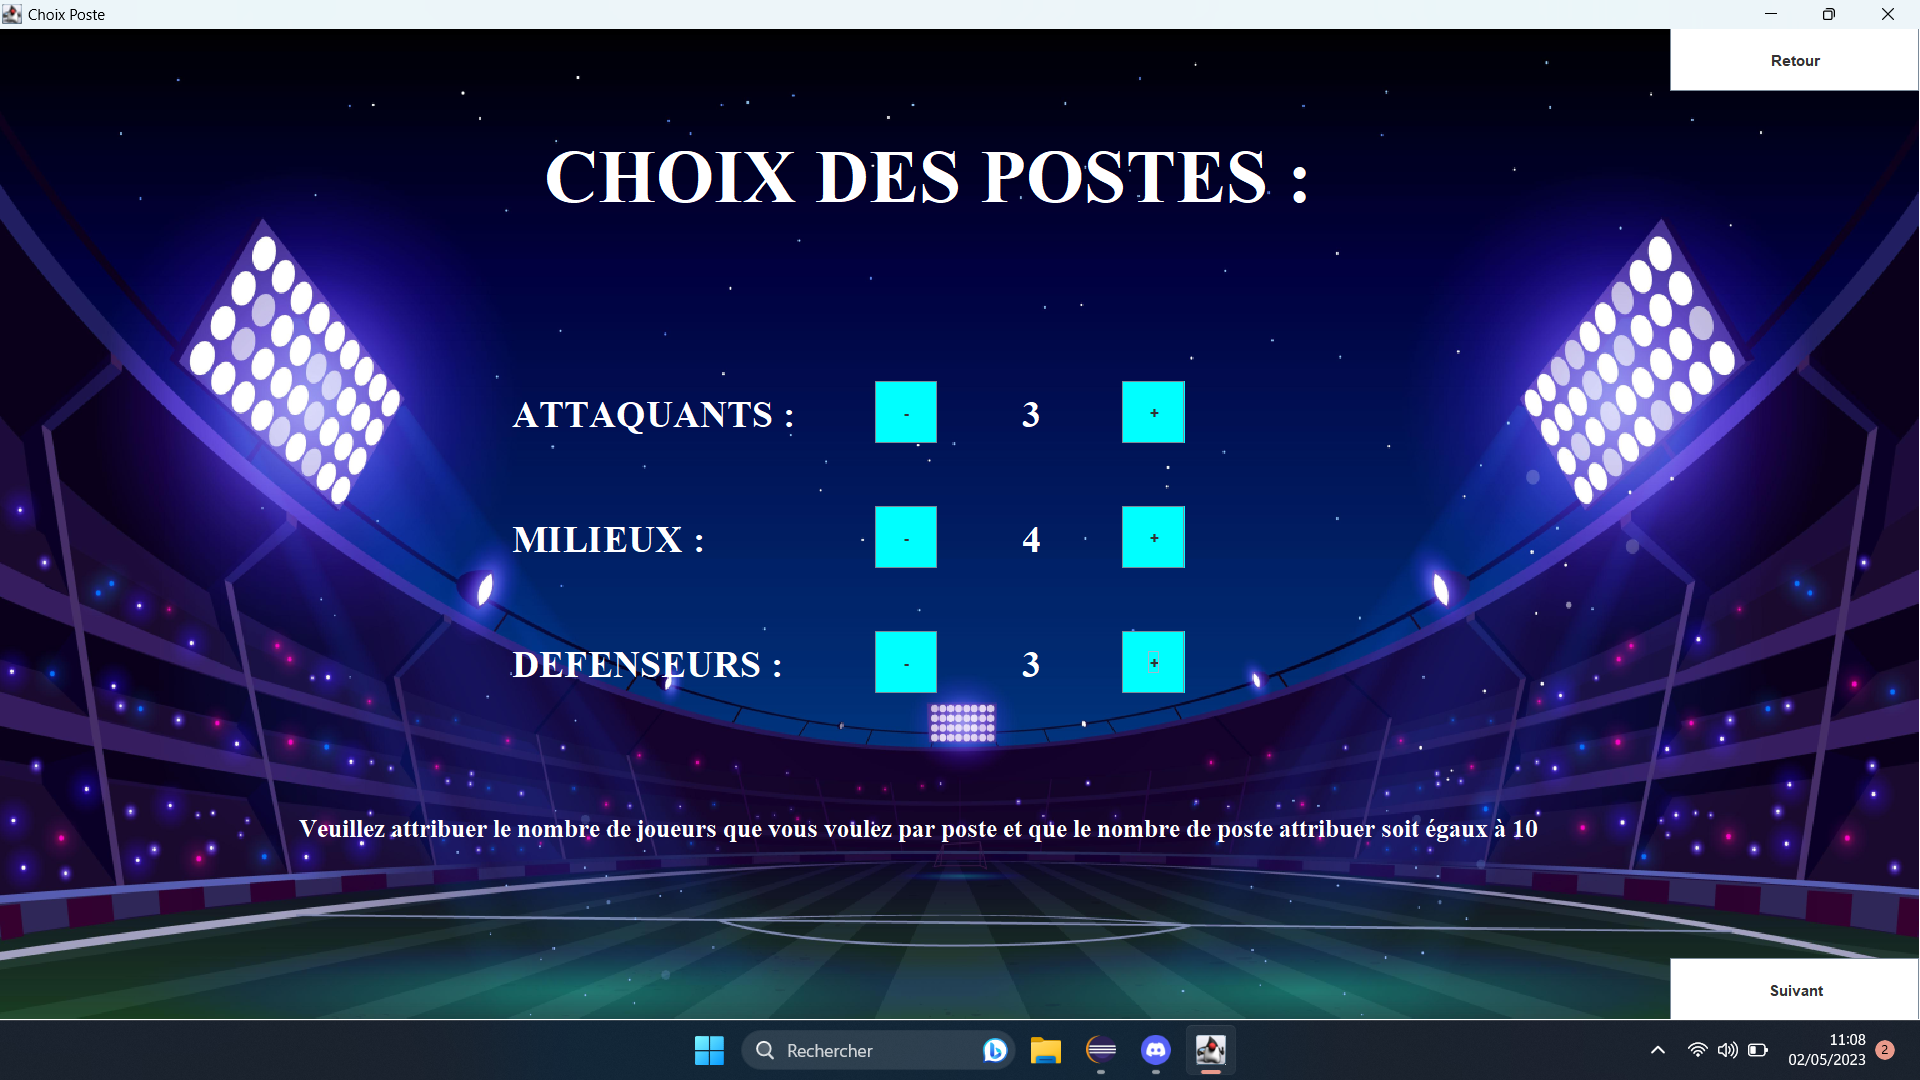 Choix Poste
Retour
CHOIX DES POSTES :
ATTAQUANTS : - 3 +
MILIEUX : - 4 +
DEFENSEURS : - 3 +
Veuillez attribuer le nombre de joueurs que vous voulez par poste et que le nombre de poste attribuer soit égaux à 10
Suivant
Rechercher
11:08
02/05/2023
2